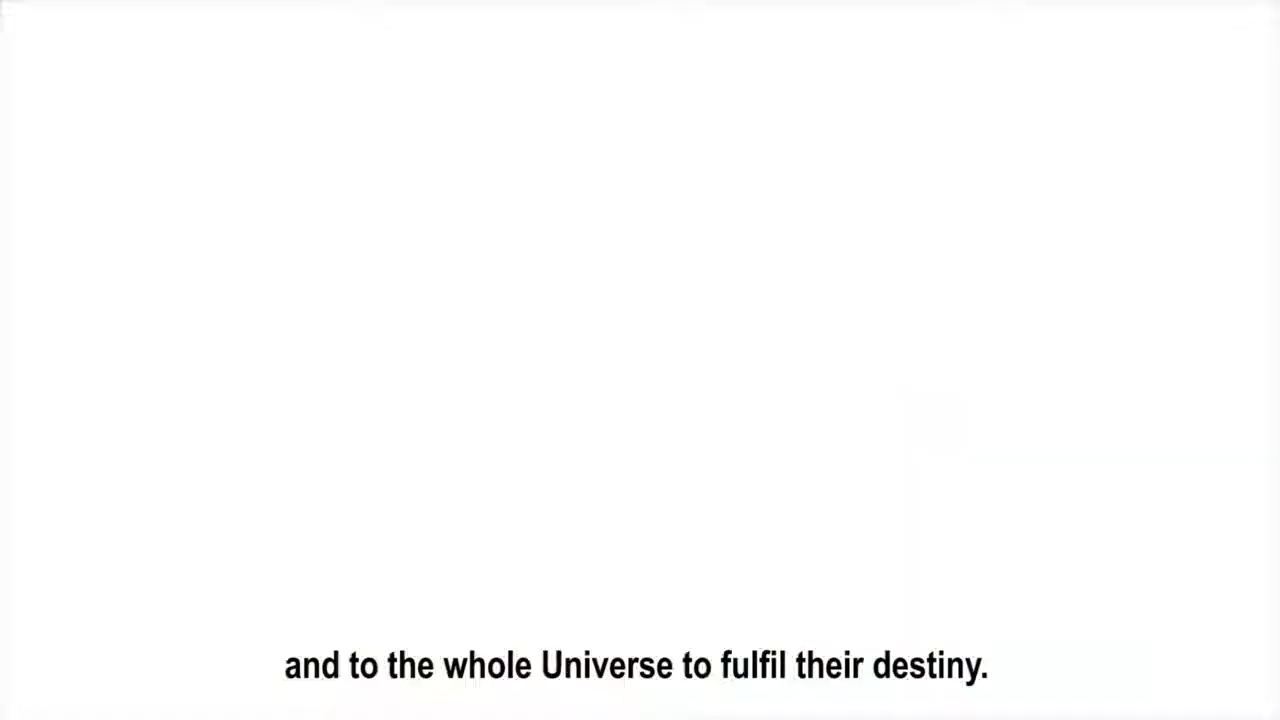 and to the whole Universe to fulfil their destiny.